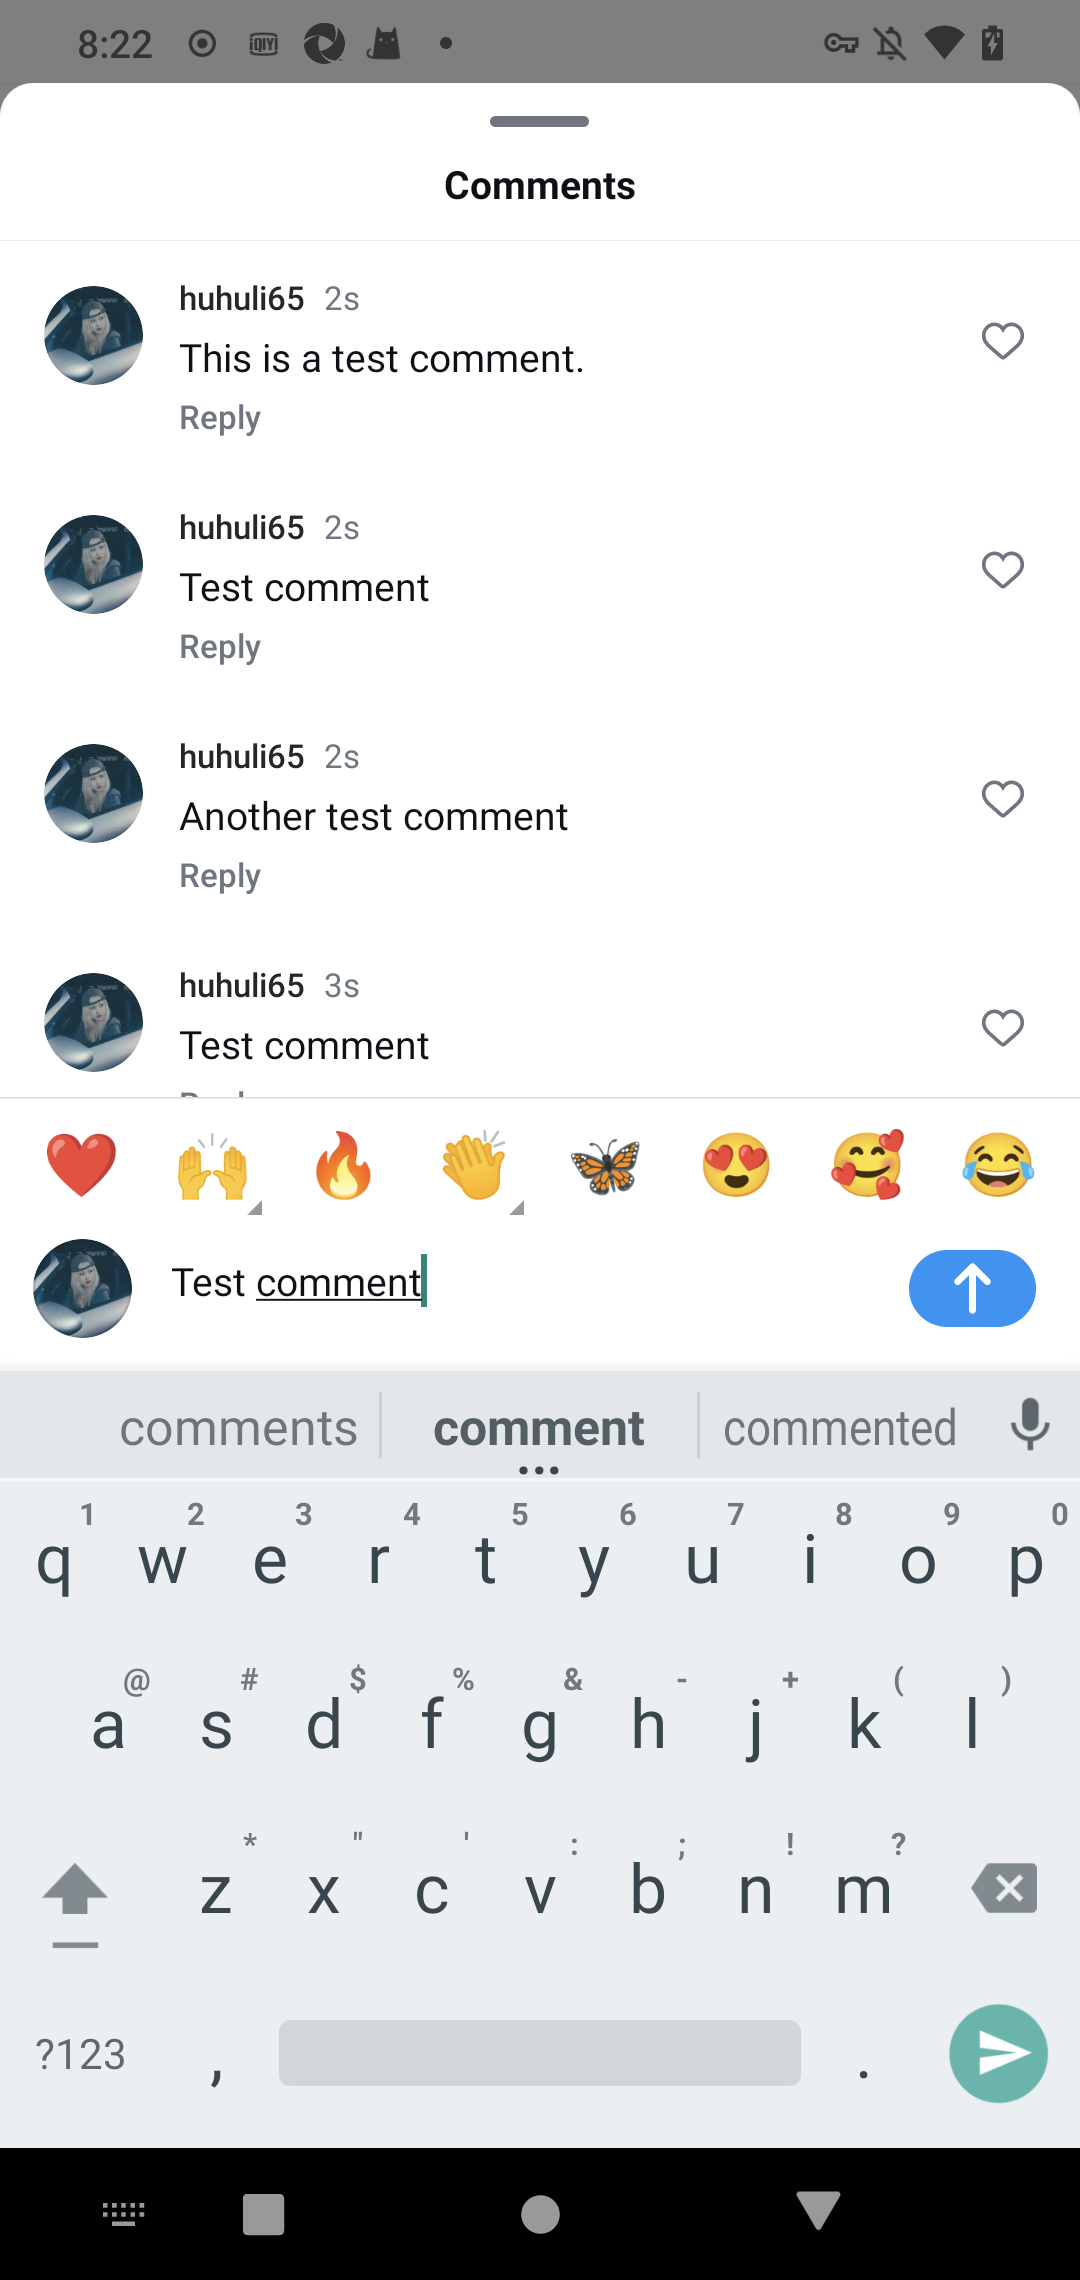 8:22
iQIYI
Comments
huhuli65 2s
This is a test comment.
Reply
huhuli65 2s
Test comment
Reply
huhuli65 2s
Another test comment
Reply
huhuli65 3s
Test comment
Test comment
comments comment commented
1 2 3 4 5 6 7 8 9 0
q w e r t y u i o p
@ # $ % & - + ( )
a s d f g h j k l
* " ' : ; ! ?
z x c v b n m
?123 , .